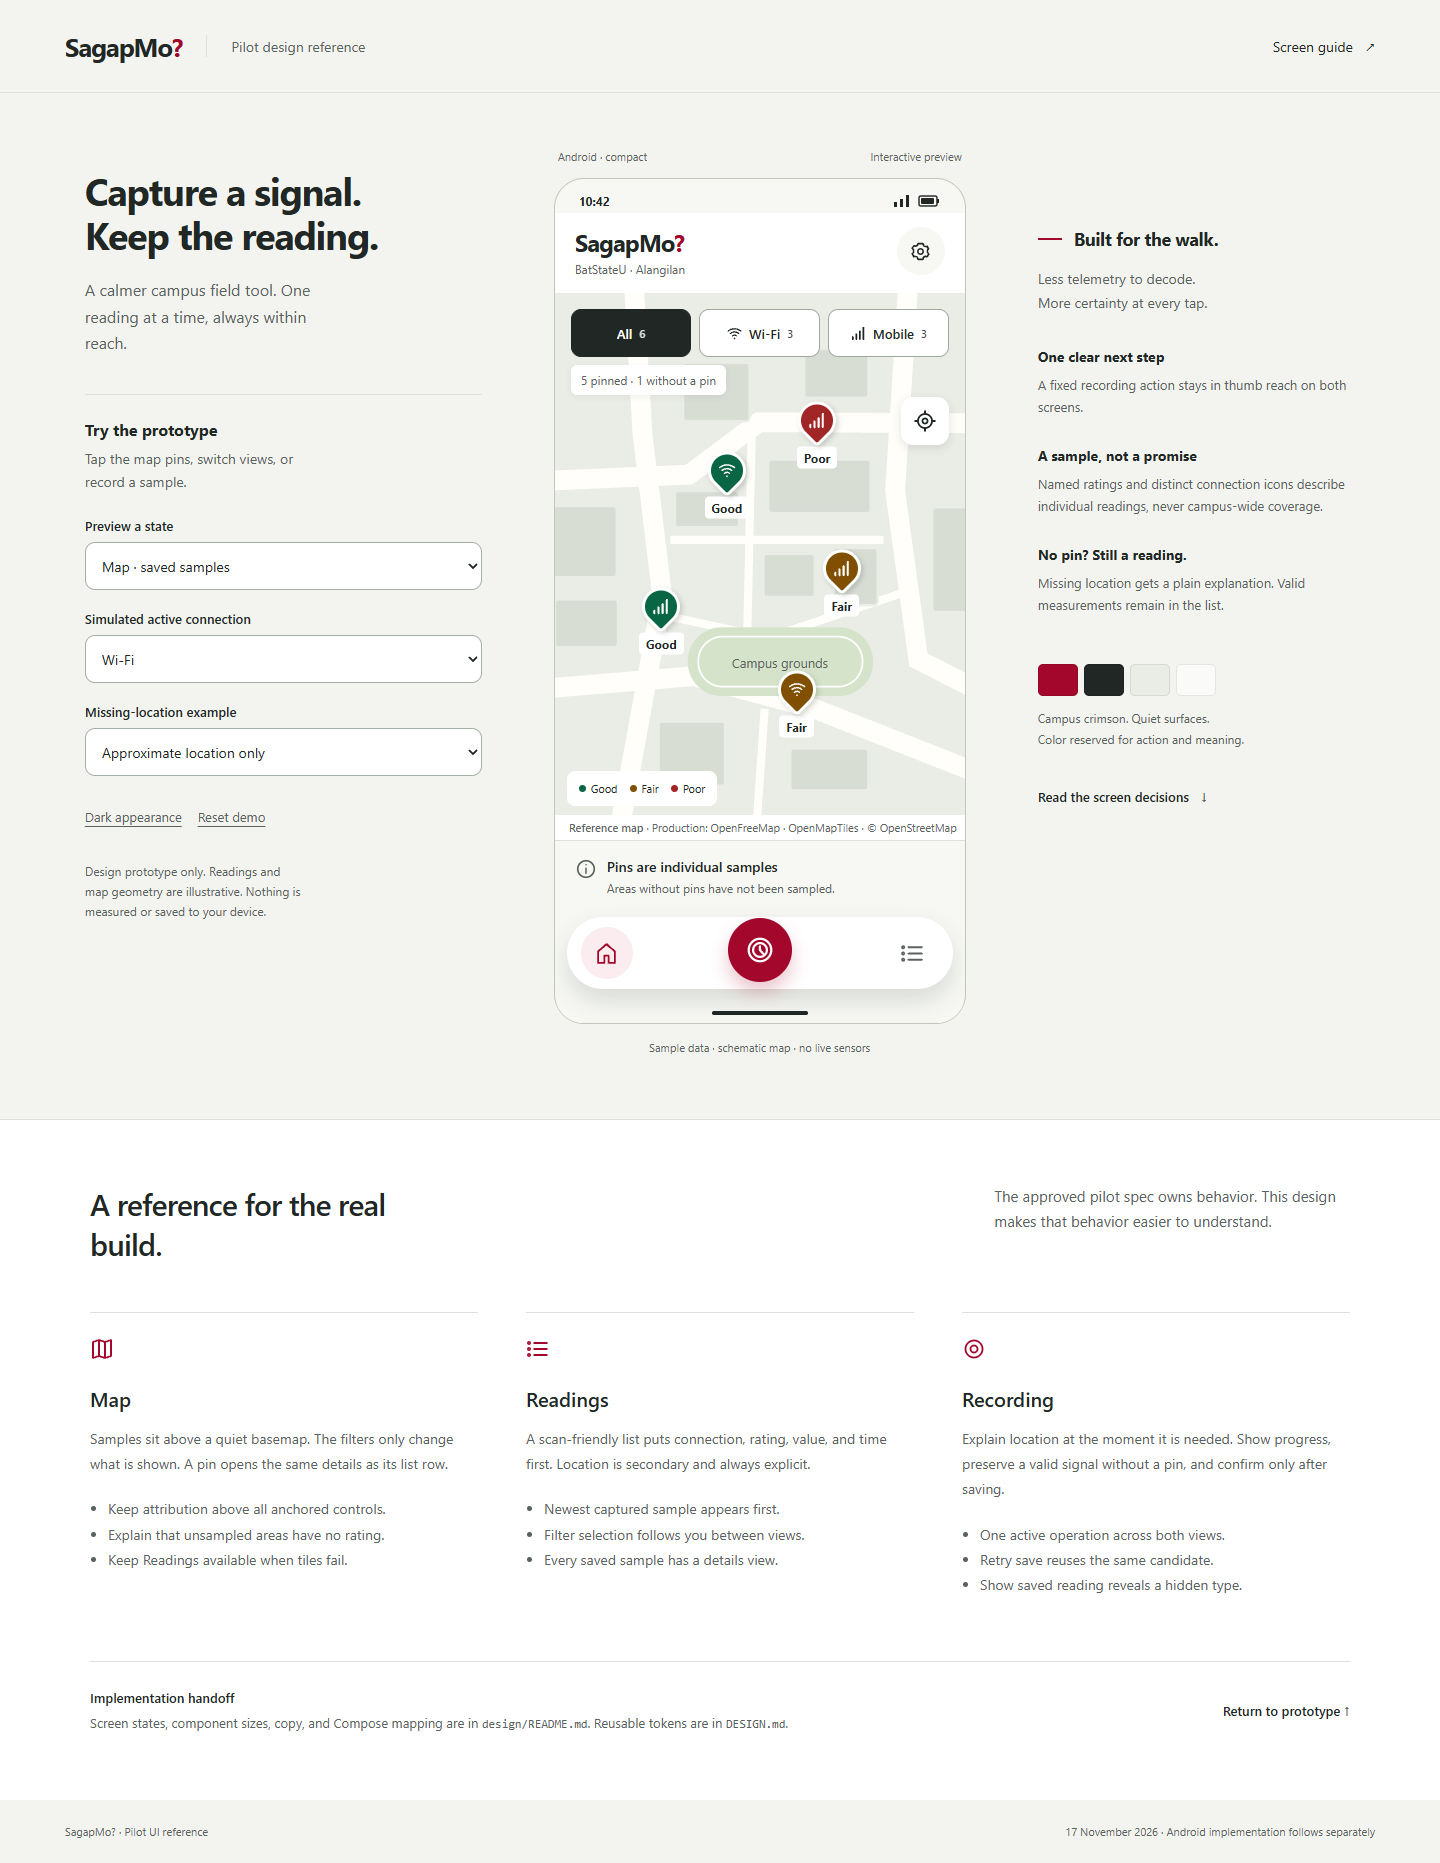 SagapMo?
Pilot design reference
Screen guide ↗
Capture a signal.
Keep the reading.
A calmer campus field tool. One
reading at a time, always within
reach.
Try the prototype
Tap the map pins, switch views, or
record a sample.
Preview a state
Map · saved samples
Simulated active connection
Wi-Fi
Missing-location example
Approximate location only
Dark appearance
Reset demo
Design prototype only. Readings and
map geometry are illustrative. Nothing is
measured or saved to your device.
Android · compact
Interactive preview
10:42
SagapMo?
BatStateU · Alangilan
All 6
Wi-Fi 3
Mobile 3
5 pinned · 1 without a pin
Poor
Good
Fair
Good
Campus grounds
Fair
Good
Fair
Poor
Reference map · Production: OpenFreeMap · OpenMapTiles · © OpenStreetMap
Pins are individual samples
Areas without pins have not been sampled.
Sample data · schematic map · no live sensors
Built for the walk.
Less telemetry to decode.
More certainty at every tap.
One clear next step
A fixed recording action stays in thumb reach on both
screens.
A sample, not a promise
Named ratings and distinct connection icons describe
individual readings, never campus-wide coverage.
No pin? Still a reading.
Missing location gets a plain explanation. Valid
measurements remain in the list.
Campus crimson. Quiet surfaces.
Color reserved for action and meaning.
Read the screen decisions ↓
A reference for the real
build.
The approved pilot spec owns behavior. This design
makes that behavior easier to understand.
Map
Samples sit above a quiet basemap. The filters only change
what is shown. A pin opens the same details as its list row.
• Keep attribution above all anchored controls.
• Explain that unsampled areas have no rating.
• Keep Readings available when tiles fail.
Readings
A scan-friendly list puts connection, rating, value, and time
first. Location is secondary and always explicit.
• Newest captured sample appears first.
• Filter selection follows you between views.
• Every saved sample has a details view.
Recording
Explain location at the moment it is needed. Show progress,
preserve a valid signal without a pin, and confirm only after
saving.
• One active operation across both views.
• Retry save reuses the same candidate.
• Show saved reading reveals a hidden type.
Implementation handoff
Screen states, component sizes, copy, and Compose mapping are in design/README.md. Reusable tokens are in DESIGN.md.
Return to prototype ↑
SagapMo? · Pilot UI reference
17 November 2026 · Android implementation follows separately